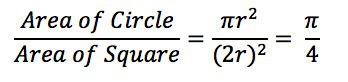 Area of Circle / Area of Square = πr² / (2r)² = π / 4